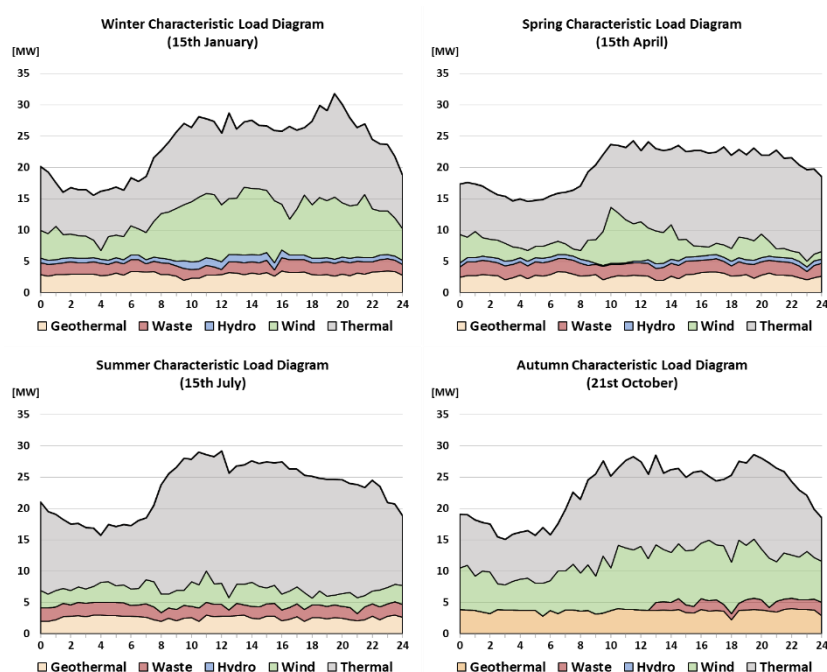 Winter Characteristic Load Diagram
(15th January)
[MW]
35
30
25
20
15
10
5
0
0 2 4 6 8 10 12 14 16 18 20 22 24
Geothermal Waste Hydro Wind Thermal
Spring Characteristic Load Diagram
(15th April)
[MW]
35
30
25
20
15
10
5
0
0 2 4 6 8 10 12 14 16 18 20 22 24
Geothermal Waste Hydro Wind Thermal
Summer Characteristic Load Diagram
(15th July)
[MW]
35
30
25
20
15
10
5
0
0 2 4 6 8 10 12 14 16 18 20 22 24
Geothermal Waste Hydro Wind Thermal
Autumn Characteristic Load Diagram
(21st October)
[MW]
35
30
25
20
15
10
5
0
0 2 4 6 8 10 12 14 16 18 20 22 24
Geothermal Waste Hydro Wind Thermal